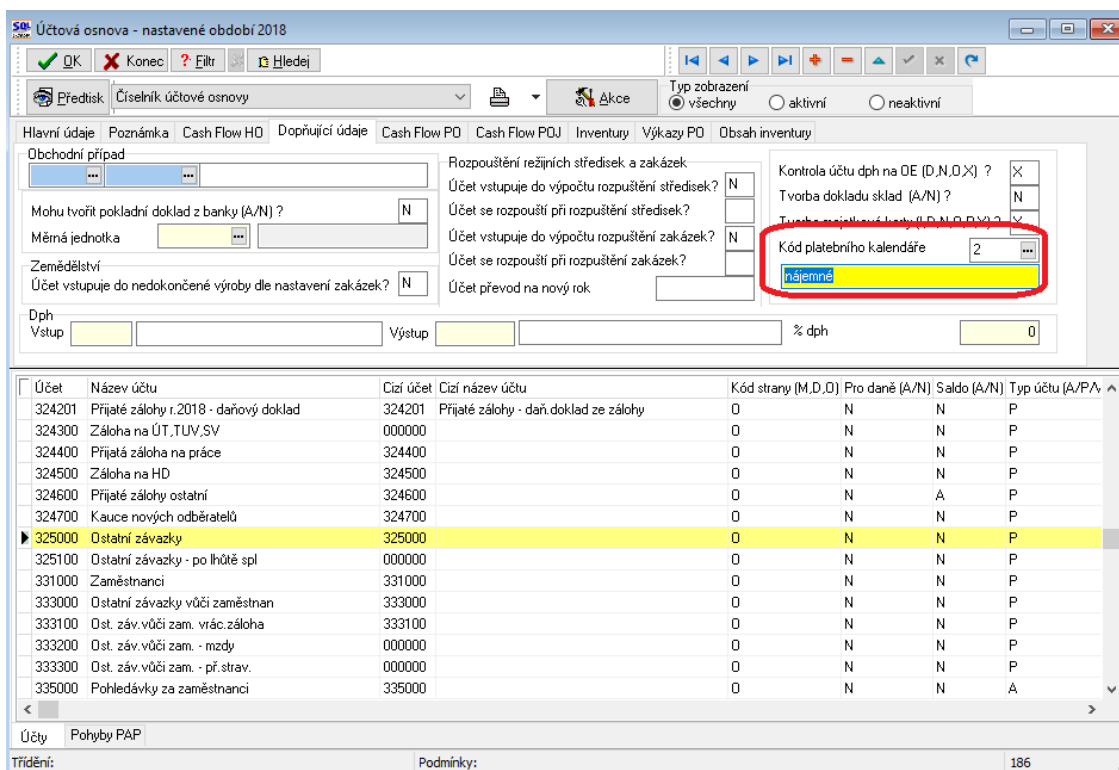 SQL Účtová osnova - nastavené období 2018
OK Konec ? Filtr Hledej
Předtisk Číselník účtové osnovy Akce Typ zobrazení všechny aktivní neaktivní
Hlavní údaje Poznámka Cash Flow HO Dopňující údaje Cash Flow PO Cash Flow POJ Inventury Výkazy PO Obsah inventury
Obchodní případ
Mohu tvořit pokladní doklad z banky (A/N) ? N
Měrná jednotka
Zemědělství
Účet vstupuje do nedokončené výroby dle nastavení zakázek? N
Rozpouštění režijních středisek a zakázek
Účet vstupuje do výpočtu rozpuštění středisek? N
Účet se rozpouští při rozpuštění středisek?
Účet vstupuje do výpočtu rozpuštění zakázek? N
Účet se rozpouští při rozpuštění zakázek?
Účet převod na nový rok
Kontrola účtu dph na OE (D,N,O,X) ? X
Tvorba dokladu sklad (A/N) ? N
Kód platebního kalendáře 2
nájemné
Dph
Vstup Výstup % dph 0
Účet Název účtu Cizí účet Cizí název účtu Kód strany (M,D,O) Pro daně (A/N) Saldo (A/N) Typ účtu (A/P/V
324201 Přijaté zálohy r.2018 - daňový doklad 324201 Přijaté zálohy - daň.doklad ze zálohy O N N P
324300 Záloha na ÚT,TUV,SV 000000 O N N P
324400 Přijatá záloha na práce 324400 O N N P
324500 Záloha na HD 324500 O N N P
324600 Přijaté zálohy ostatní 324600 O N A P
324700 Kauce nových odběratelů 324700 O N N P
325000 Ostatní závazky 325000 O N N P
325100 Ostatní závazky - po lhůtě spl 000000 O N N P
331000 Zaměstnanci 331000 O N N P
333000 Ostatní závazky vůči zaměstnan 333000 O N N P
333100 Ost. záv.vůči zam. vrác.záloha 333100 O N N P
333200 Ost. záv.vůči zam. - mzdy 000000 O N N P
333300 Ost. záv.vůči zam. - př.strav. 000000 O N N P
335000 Pohledávky za zaměstnanci 335000 O N N A
Účty Pohyby PAP
Třídění: Podmínky: 186